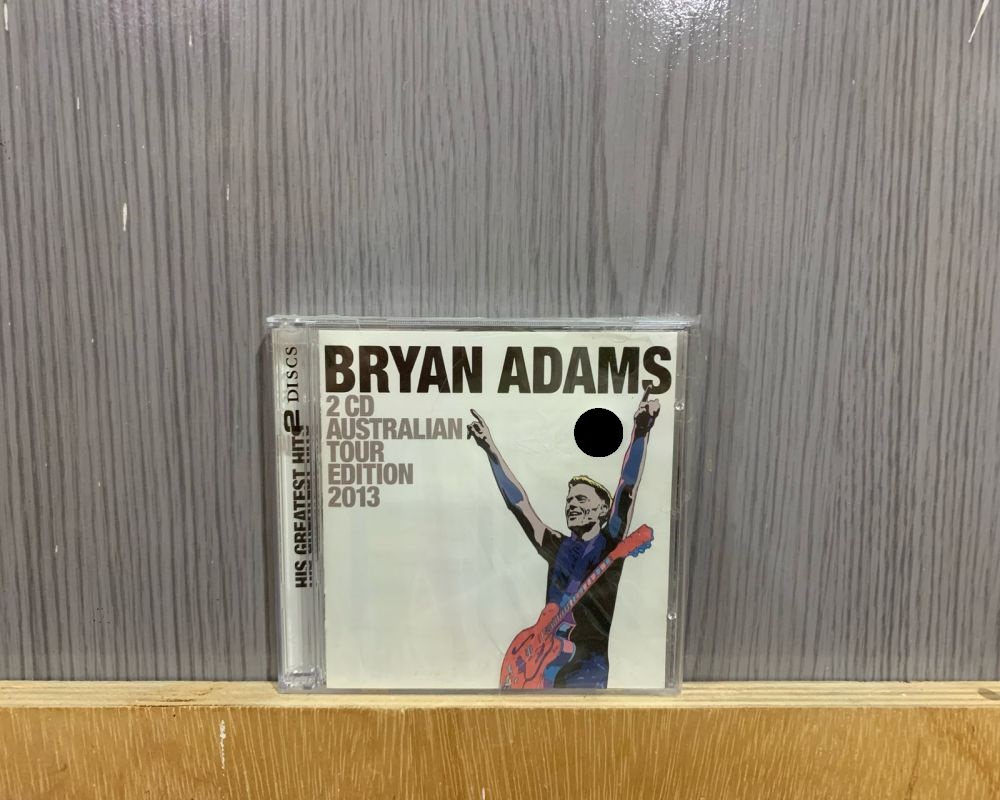 BRYAN ADAMS
2 CD
AUSTRALIAN
TOUR
EDITION
2013
2 DISCS
HIS GREATEST HITS